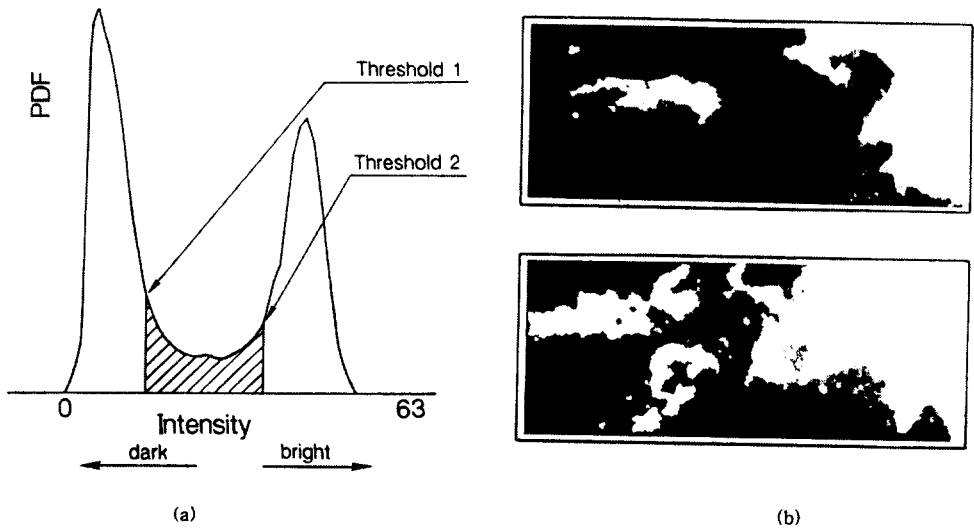 PDF
Threshold 1
Threshold 2
0
63
Intensity
dark
bright
(a)
(b)